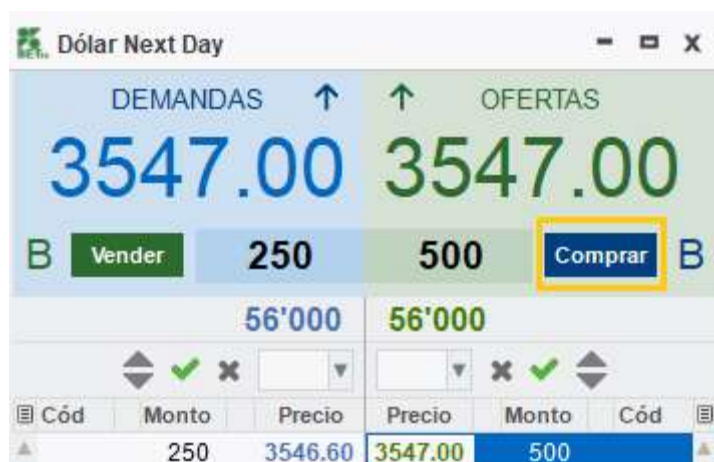 Dólar Next Day
DEMANDAS OFERTAS
3547.00 3547.00
B Vender 250 500 Comprar B
56'000 56'000
Cód Monto Precio Precio Monto Cód
250 3546.60 3547.00 500